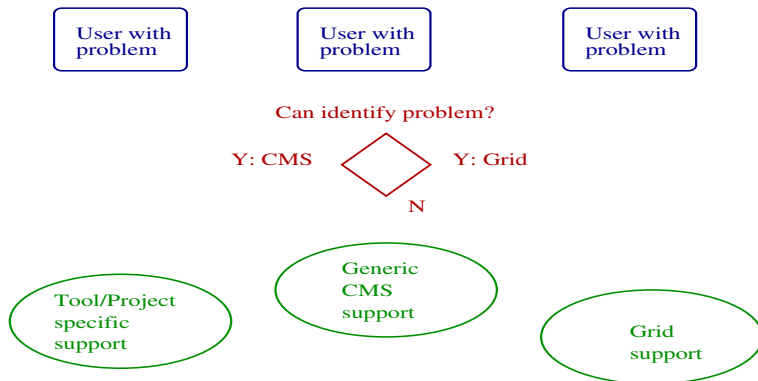 User with
problem
User with
problem
User with
problem
Can identify problem?
Y: CMS
Y: Grid
N
Tool/Project
specific
support
Generic
CMS
support
Grid
support